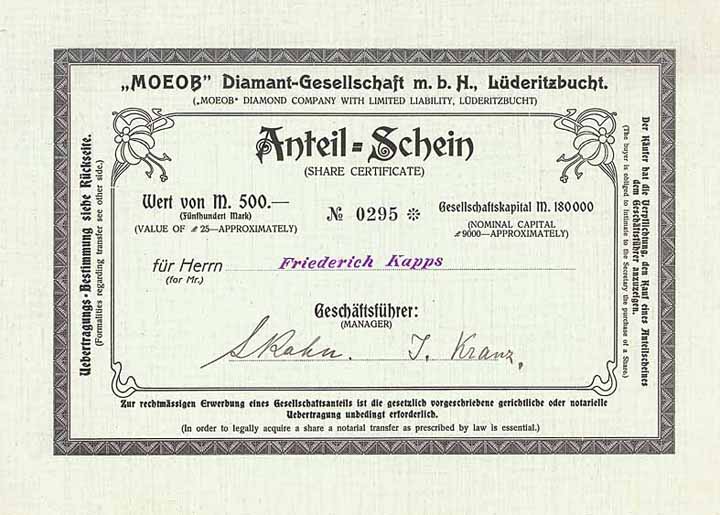 „MOEOB” Diamant-Gesellschaft m. b. H., Lüderitzbucht.
(„MOEOB” DIAMOND COMPANY WITH LIMITED LIABILITY, LÜDERITZBUCHT)
Anteil=Schein
(SHARE CERTIFICATE)
Wert von M. 500.—
(Fünfhundert Mark)
(VALUE OF £ 25—APPROXIMATELY)
№ 0295 ❊
Gesellschaftskapital M. 180000
(NOMINAL CAPITAL
£ 9000—APPROXIMATELY)
für Herrn Friederich Kapps
(for Mr.)
Geschäftsführer:
(MANAGER)
SKahn. J. Kranz,
Zur rechtmässigen Erwerbung eines Gesellschaftsanteils ist die gesetzlich vorgeschriebene gerichtliche oder notarielle
Uebertragung unbedingt erforderlich.
(In order to legally acquire a share a notarial transfer as prescribed by law is essential.)
Uebertragungs-Bestimmung siehe Rückseite.
(Formalities regarding transfer see other side.)
Der Käufer hat die Verpflichtung, den Kauf eines Anteilscheines
dem Geschäftsführer anzuzeigen.
(The buyer is obliged to intimate to the Secretary the purchase of a Share.)